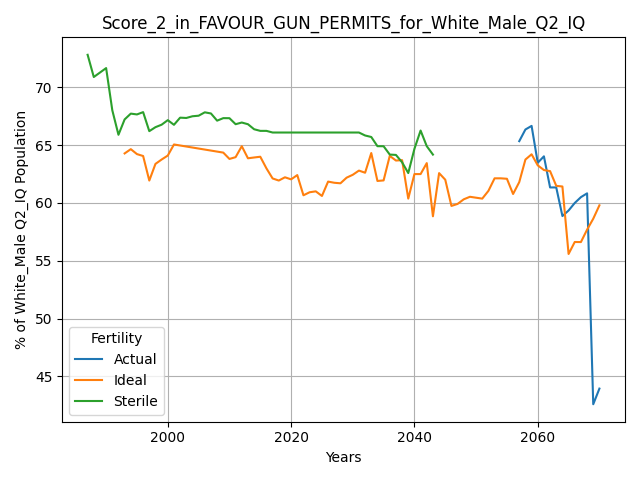 Score_2_in_FAVOUR_GUN_PERMITS_for_White_Male_Q2_IQ
% of White_Male Q2_IQ Population
70
65
60
55
50
45
Fertility
Actual
Ideal
Sterile
2000
2020
2040
2060
Years